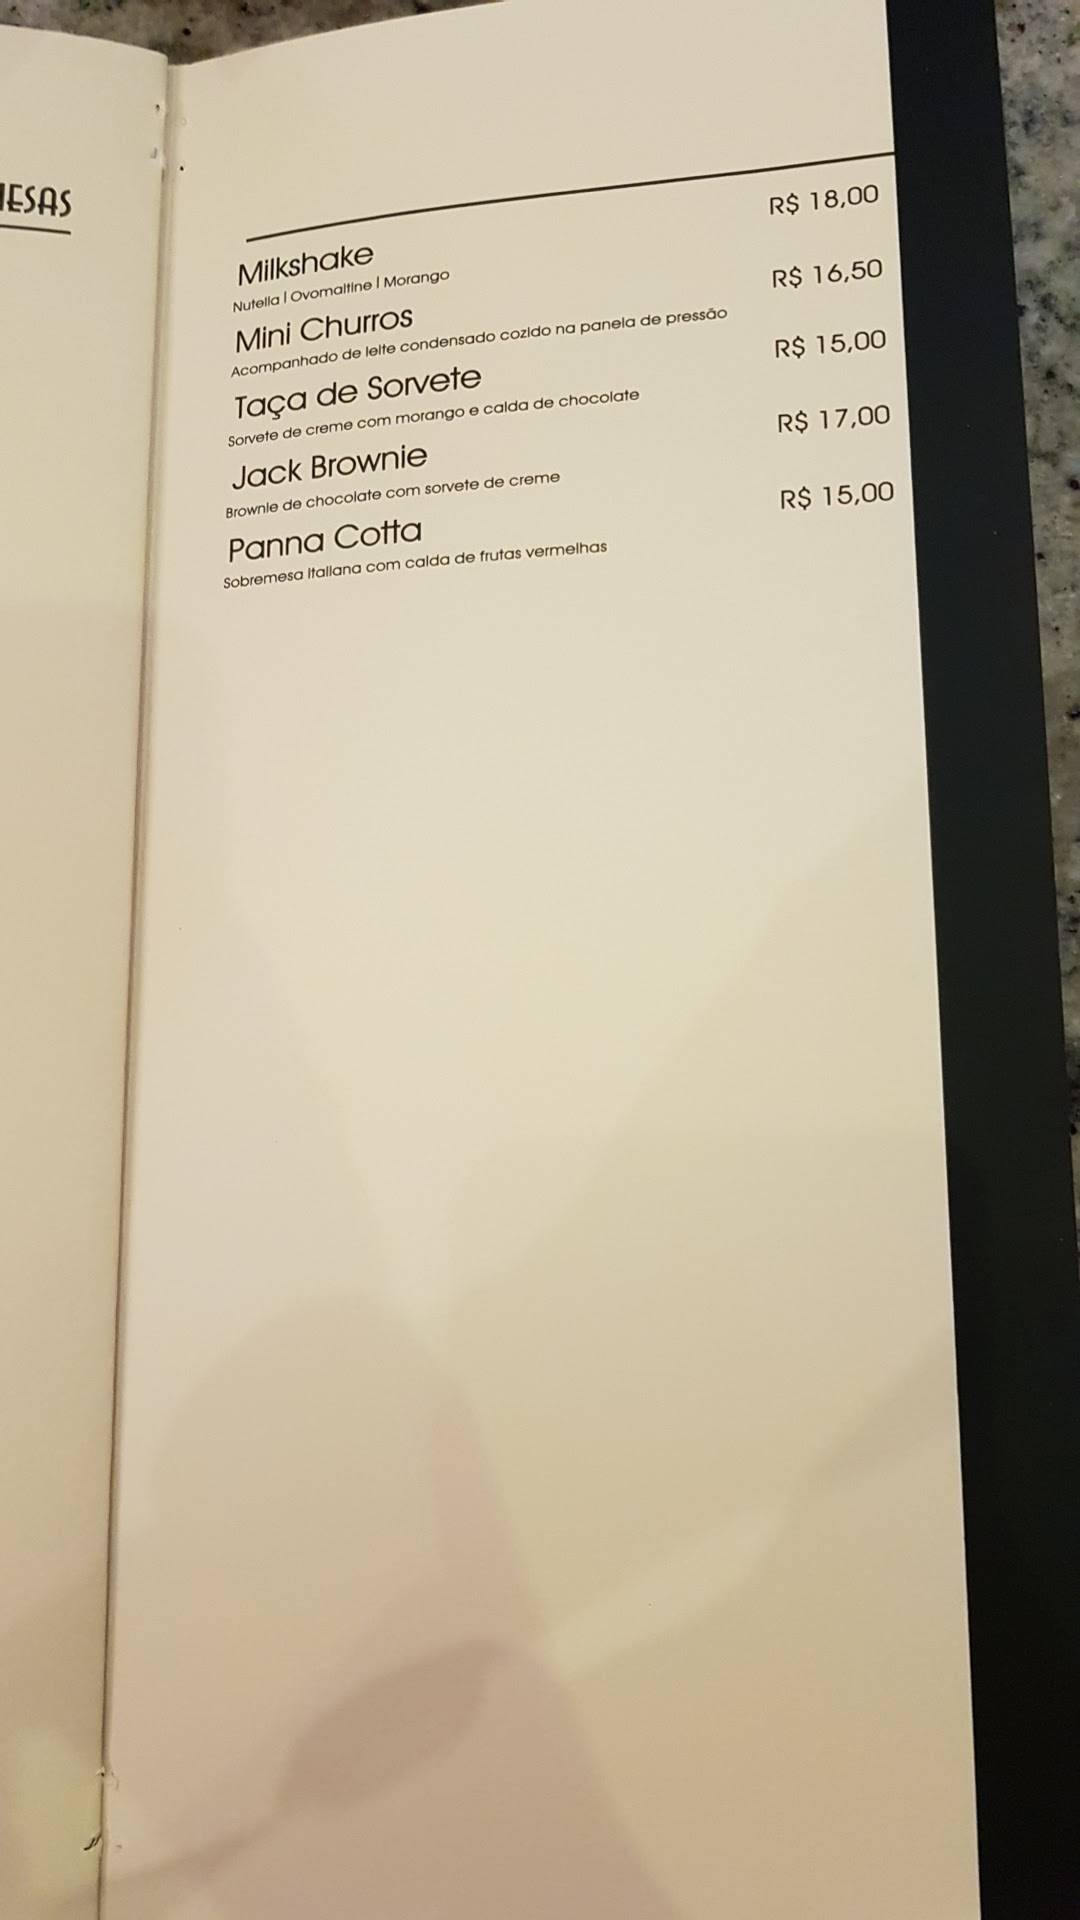 IESAS
Milkshake R$ 18,00
Nutella | Ovomaltine | Morango
Mini Churros R$ 16,50
Acompanhado de leite condensado cozido na panela de pressão
Taça de Sorvete R$ 15,00
Sorvete de creme com morango e calda de chocolate
Jack Brownie R$ 17,00
Brownie de chocolate com sorvete de creme
Panna Cotta R$ 15,00
Sobremesa Italiana com calda de frutas vermelhas